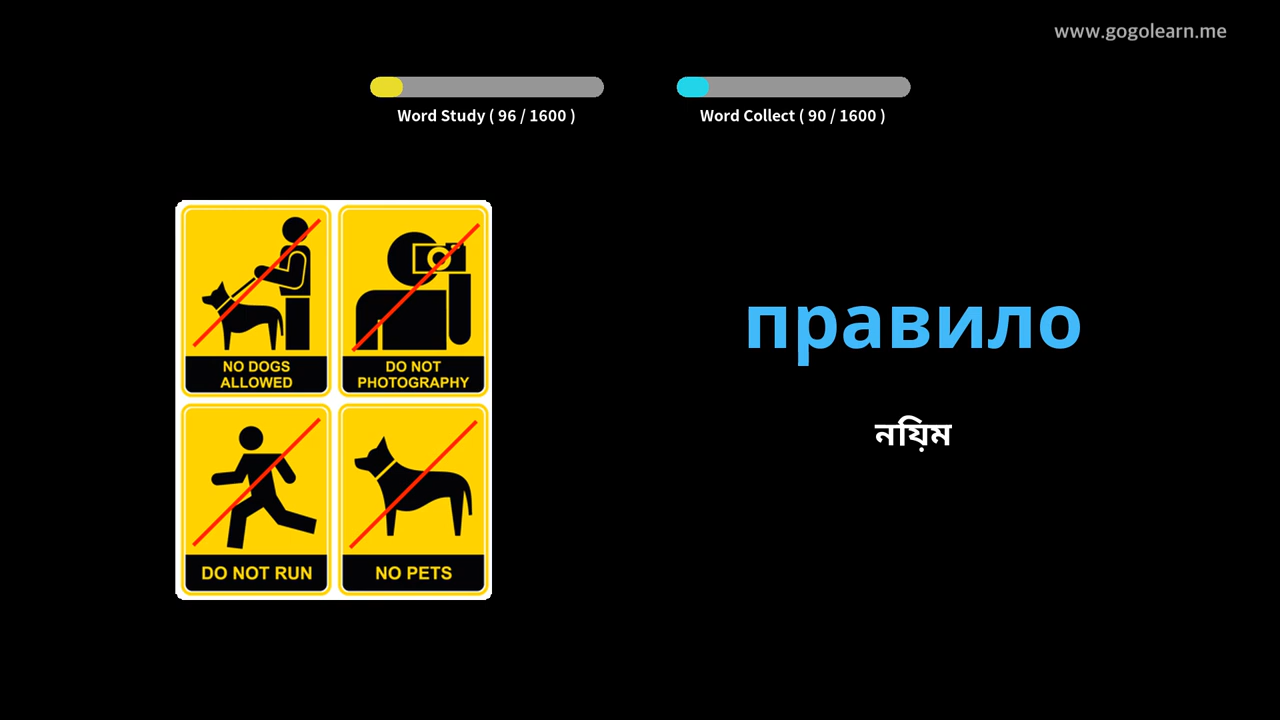 www.gogolearn.me
Word Study ( 96 / 1600 )
Word Collect ( 90 / 1600 )
NO DOGS
ALLOWED
DO NOT
PHOTOGRAPHY
DO NOT RUN
NO PETS
правило
নয়িম